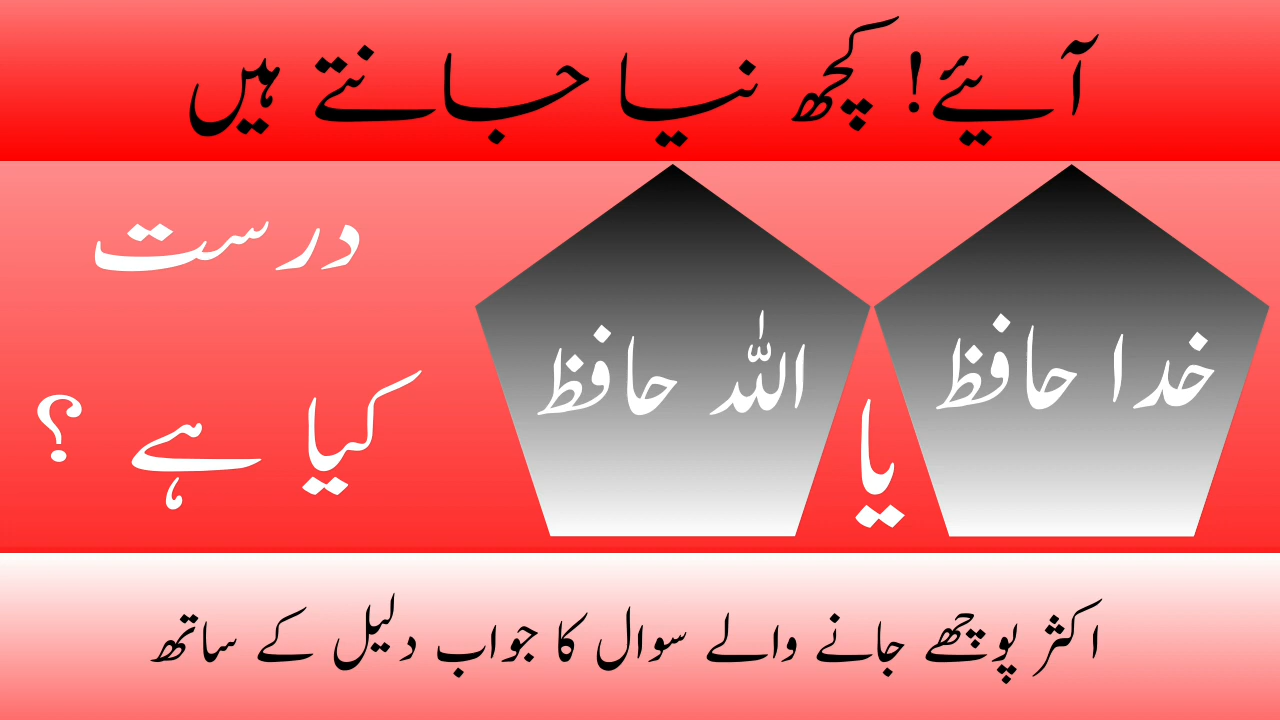 آئیے! کچھ نیا جانتے ہیں
خدا حافظ
یا
اللہ حافظ
درست
کیا ہے ؟
اکثر پوچھے جانے والے سوال کا جواب دلیل کے ساتھ